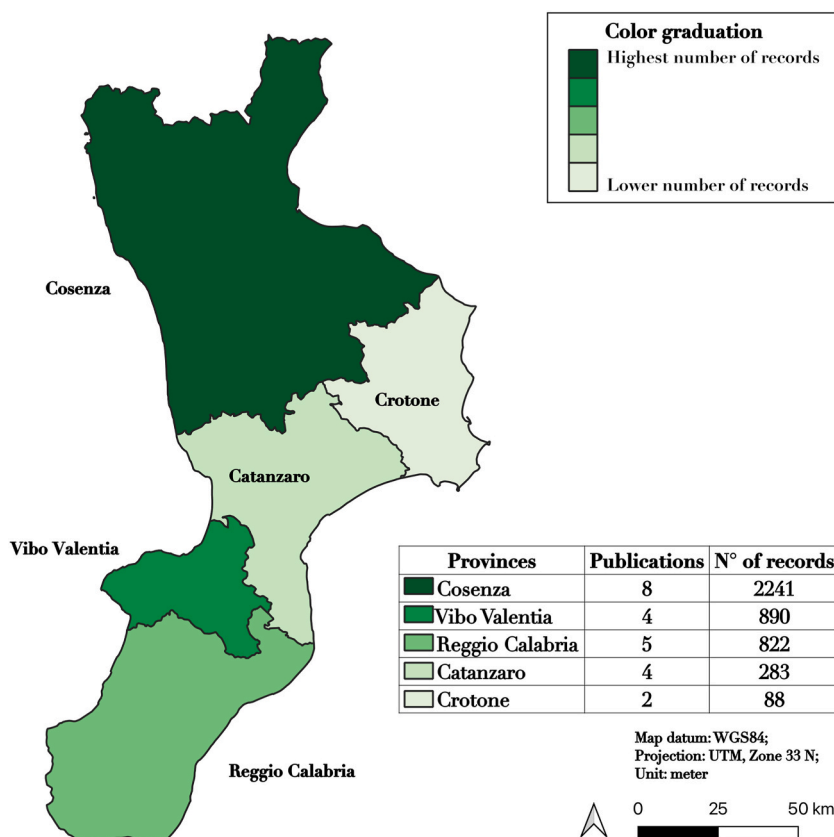 Color graduation
Highest number of records
Lower number of records
Cosenza
Crotone
Catanzaro
Vibo Valentia
Reggio Calabria
Provinces Publications N° of records
Cosenza 8 2241
Vibo Valentia 4 890
Reggio Calabria 5 822
Catanzaro 4 283
Crotone 2 88
Map datum: WGS84;
Projection: UTM, Zone 33 N;
Unit: meter
0 25 50 km